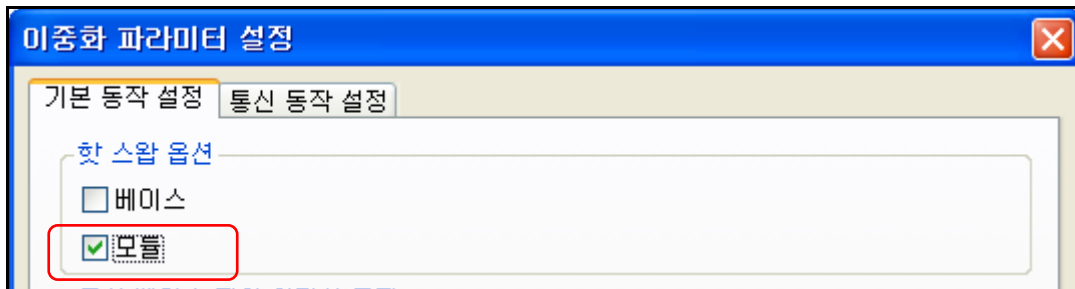 이중화 파라미터 설정
기본 동작 설정 통신 동작 설정
핫 스왑 옵션
베이스
모듈